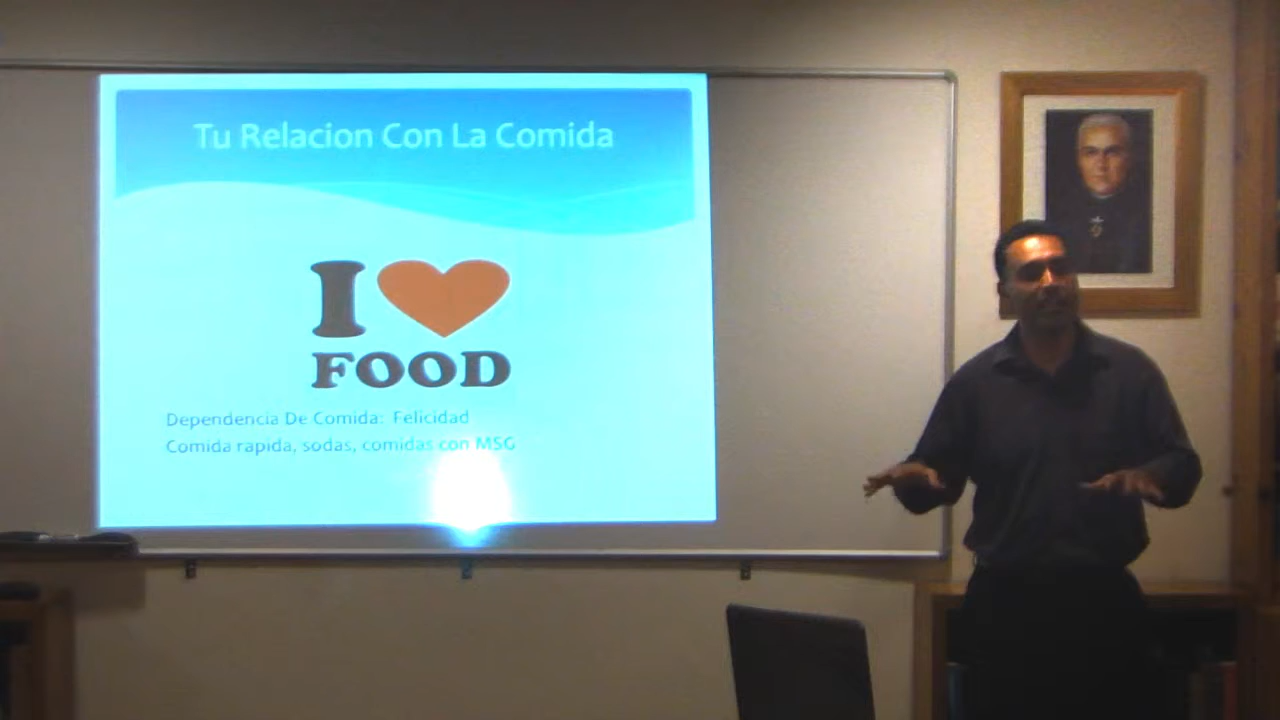 Tu Relacion Con La Comida
I
FOOD
Dependencia De Comida: Felicidad
Comida rapida, sodas, comidas con MSG